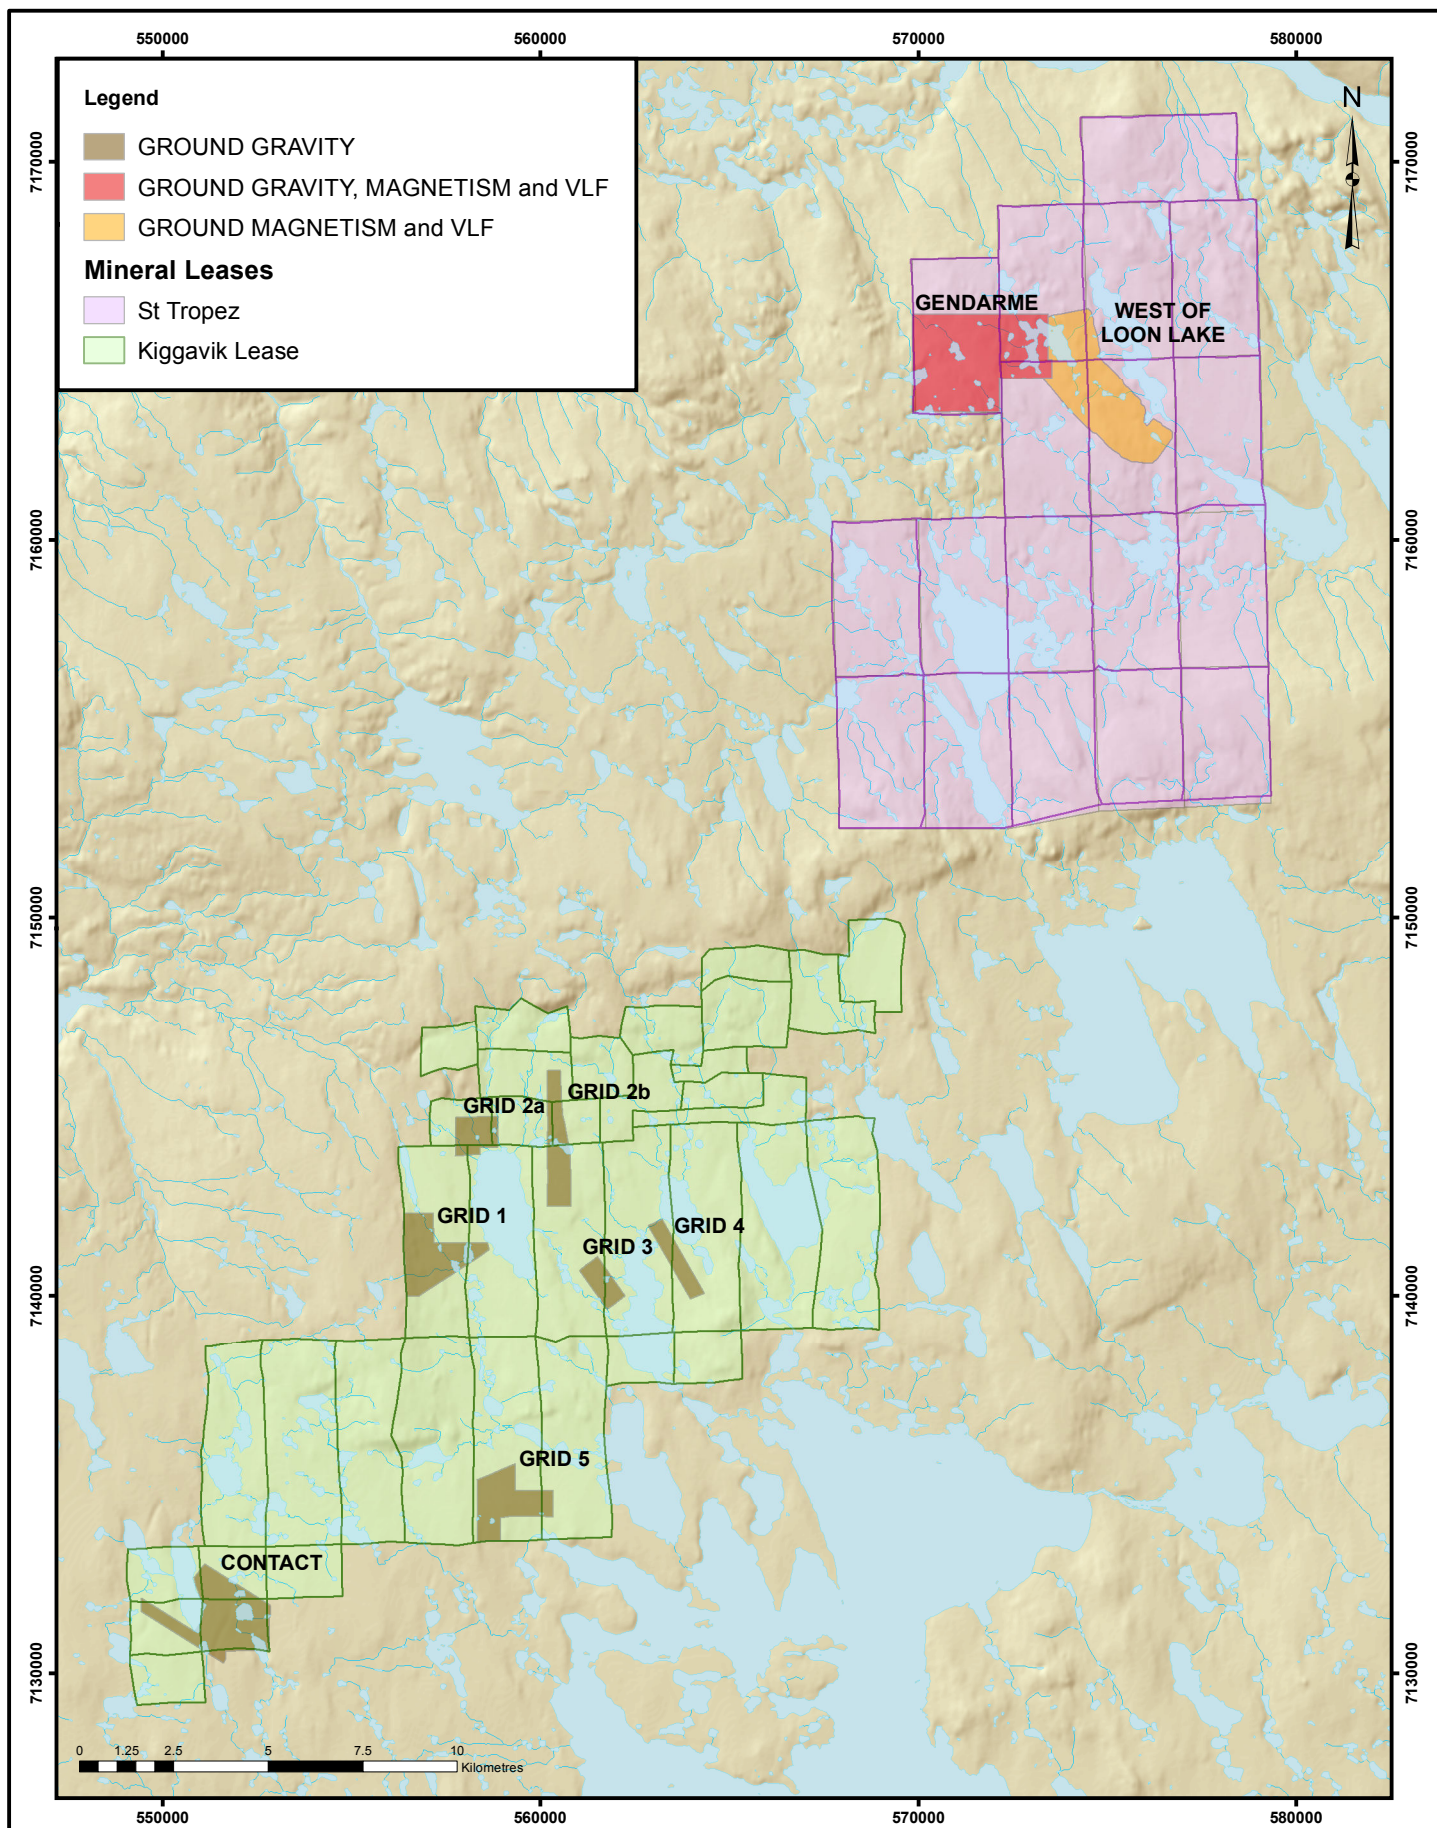 550000
560000
570000
580000
Legend
GROUND GRAVITY
GROUND GRAVITY, MAGNETISM and VLF
GROUND MAGNETISM and VLF
Mineral Leases
St Tropez
Kiggavik Lease
N
7170000
7170000
GENDARME
WEST OF
LOON LAKE
7160000
7160000
7150000
7150000
GRID 2b
GRID 2a
GRID 1
GRID 4
GRID 3
7140000
7140000
GRID 5
CONTACT
7130000
7130000
0 1.25 2.5 5 7.5 10
Kilometres
550000
560000
570000
580000